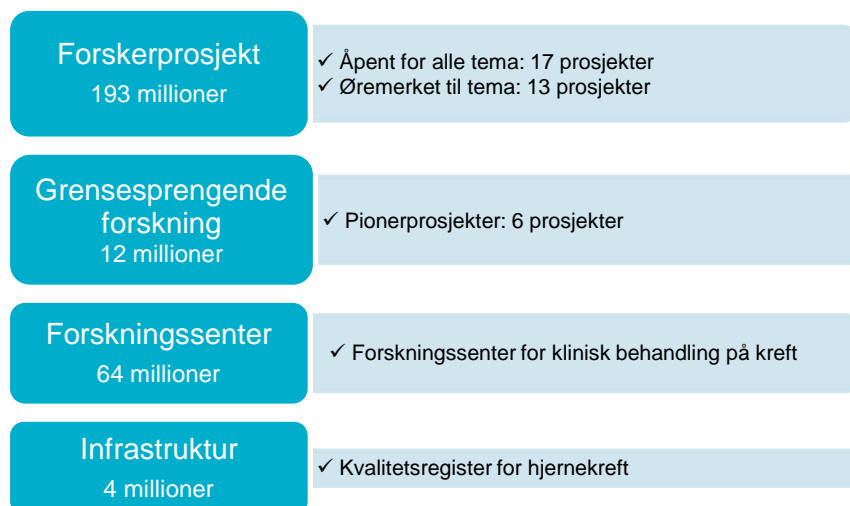 Forskerprosjekt
193 millioner
✓ Åpent for alle tema: 17 prosjekter
✓ Øremerket til tema: 13 prosjekter
Grensesprengende
forskning
12 millioner
✓ Pionerprosjekter: 6 prosjekter
Forskningssenter
64 millioner
✓ Forskningssenter for klinisk behandling på kreft
Infrastruktur
4 millioner
✓ Kvalitetsregister for hjernekreft